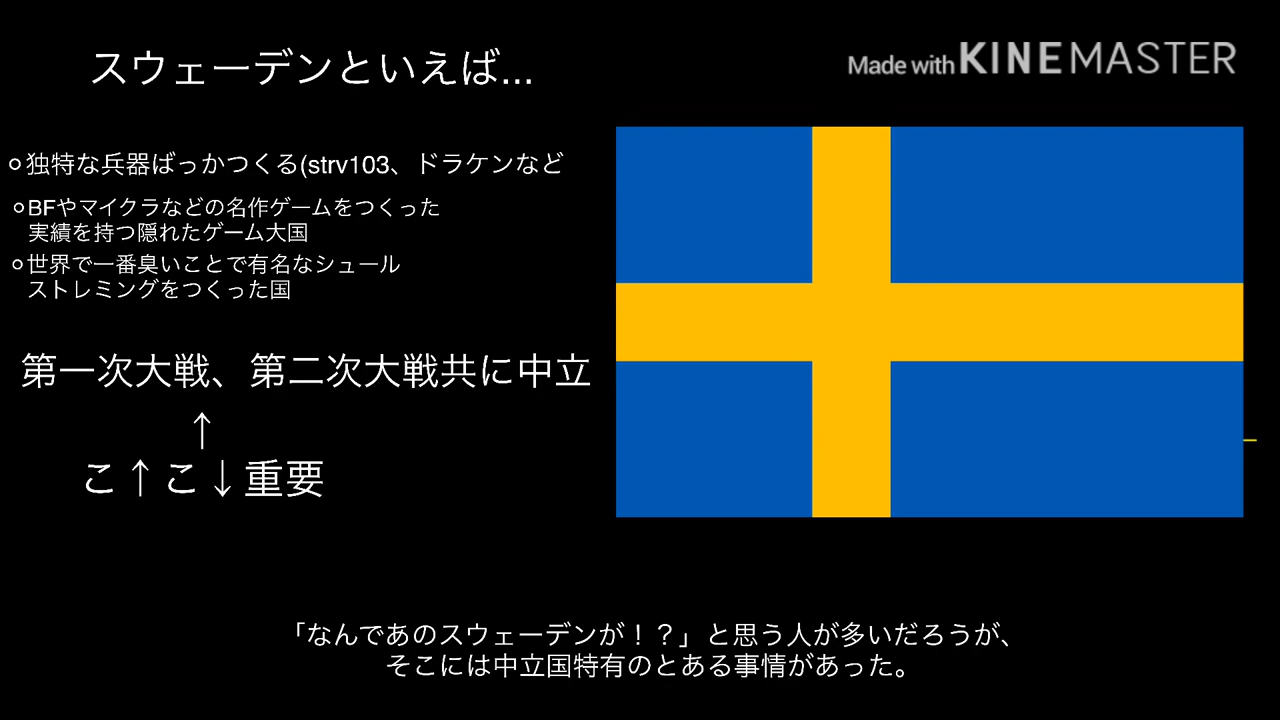 スウェーデンといえば...
Made with KINEMASTER
⚪︎独特な兵器ばっかつくる(strv103、ドラケンなど
⚪︎BFやマイクラなどの名作ゲームをつくった
実績を持つ隠れたゲーム大国
⚪︎世界で一番臭いことで有名なシュール
ストレミングをつくった国
第一次大戦、第二次大戦共に中立
↑
こ↑こ↓重要
「なんであのスウェーデンが！？」と思う人が多いだろうが、
そこには中立国特有のとある事情があった。